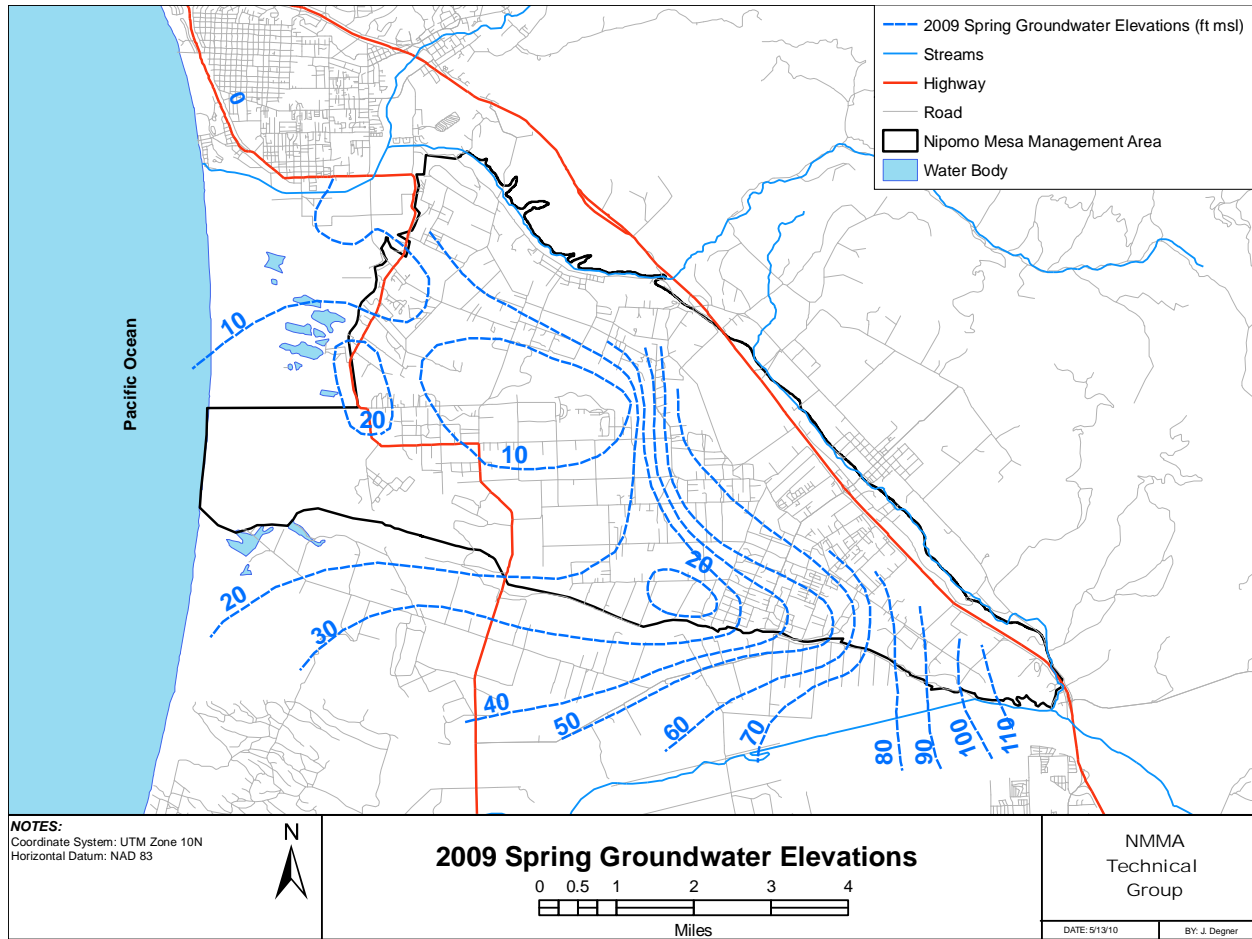 2009 Spring Groundwater Elevations (ft msl)
Streams
Highway
Road
Nipomo Mesa Management Area
Water Body
0
10
Pacific Ocean
20
10
20
20
30
40
50
60
70
80
90
100
110
NOTES:
Coordinate System: UTM Zone 10N
Horizontal Datum: NAD 83
N
2009 Spring Groundwater Elevations
0 0.5 1 2 3 4
Miles
NMMA
Technical
Group
DATE: 5/13/10
BY: J. Degner